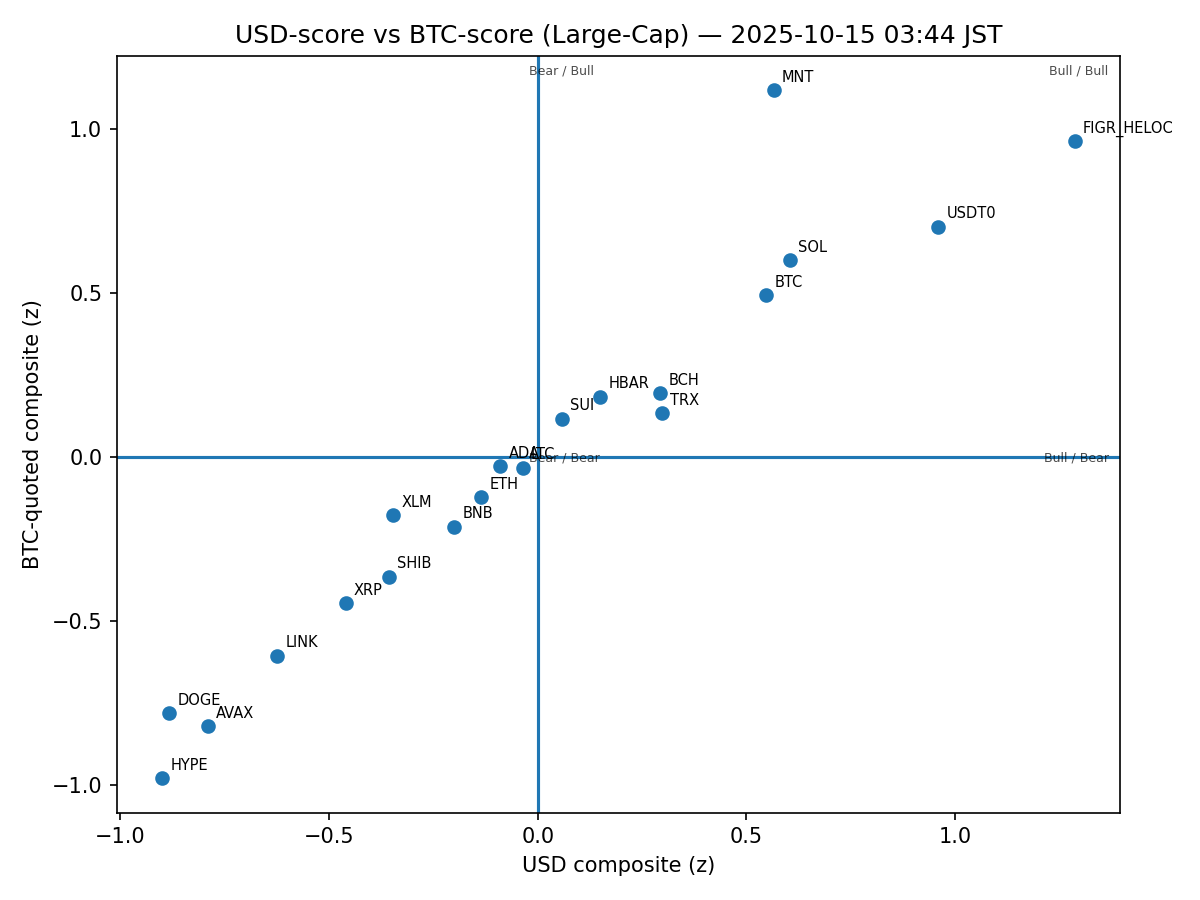 USD-score vs BTC-score (Large-Cap) — 2025-10-15 03:44 JST
Bear / Bull
Bull / Bull
MNT
FIGR_HELOC
USDT0
SOL
BTC
HBAR
BCH
TRX
SUI
ADA
LTC
Bear / Bear
Bull / Bear
ETH
XLM
BNB
SHIB
XRP
LINK
DOGE
AVAX
HYPE
1.0
0.5
0.0
−0.5
−1.0
BTC-quoted composite (z)
−1.0
−0.5
0.0
0.5
1.0
USD composite (z)